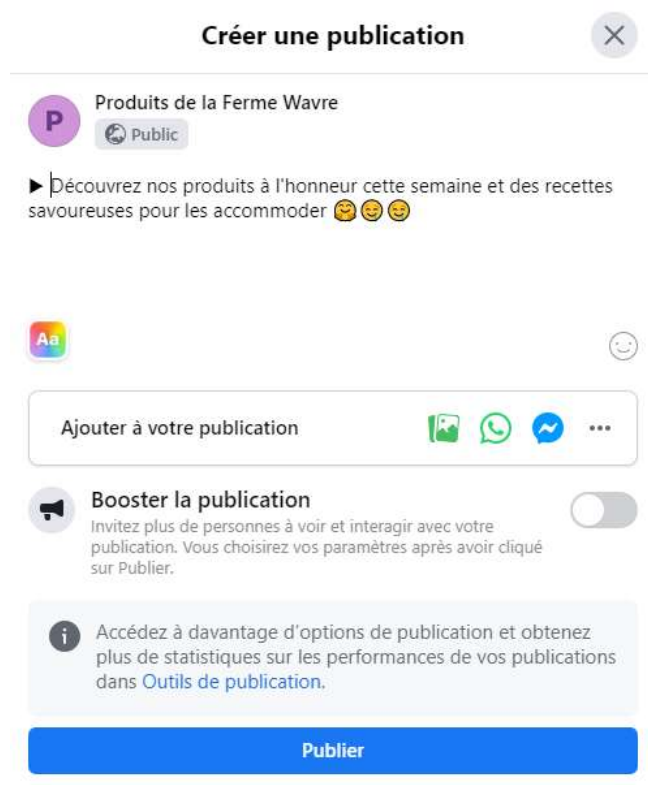 Créer une publication
P
Produits de la Ferme Wavre
Public
► Découvrez nos produits à l'honneur cette semaine et des recettes
savoureuses pour les accommoder 🤗😋😋
Aa
Ajouter à votre publication
Booster la publication
Invitez plus de personnes à voir et interagir avec votre
publication. Vous choisirez vos paramètres après avoir cliqué
sur Publier.
Accédez à davantage d'options de publication et obtenez
plus de statistiques sur les performances de vos publications
dans Outils de publication.
Publier